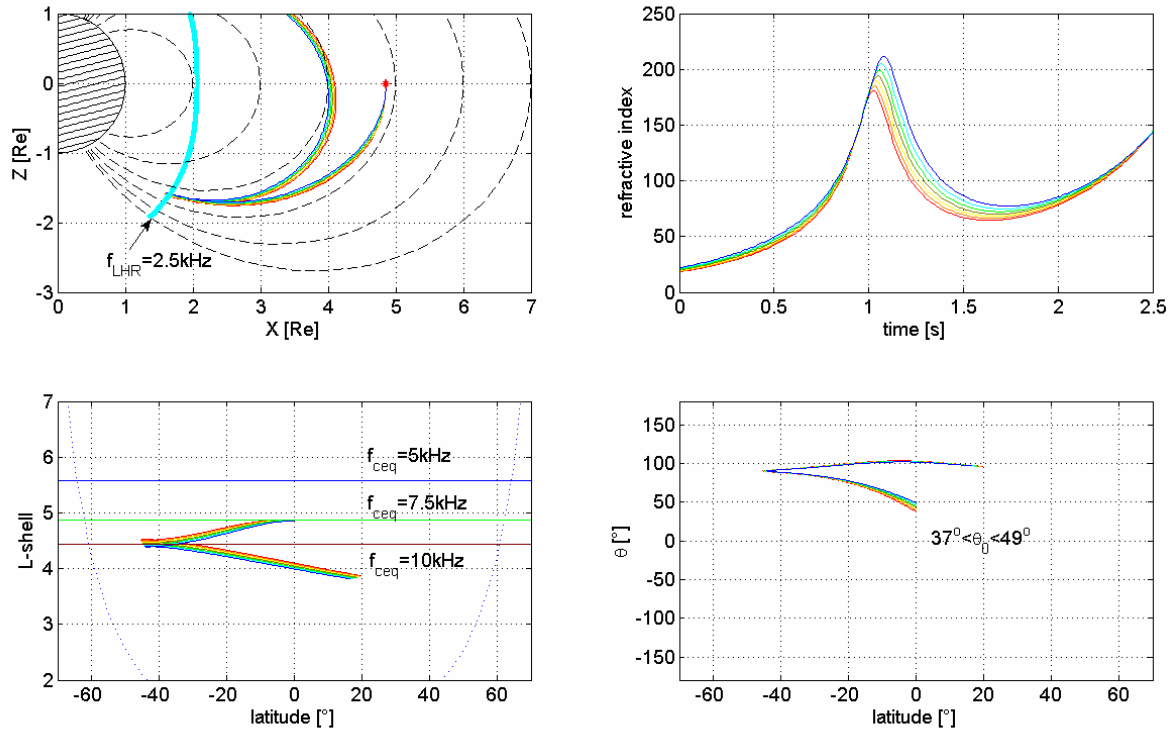 1
0
-1
-2
-3
Z [Re]
0 1 2 3 4 5 6 7
X [Re]
f_LHR=2.5kHz
250
200
150
100
50
0
refractive index
0 0.5 1 1.5 2 2.5
time [s]
7
6
5
4
3
2
L-shell
f_ceq=5kHz
f_ceq=7.5kHz
f_ceq=10kHz
-60 -40 -20 0 20 40 60
latitude [°]
150
100
50
0
-50
-100
-150
θ [°]
37⁰<θ₀<49⁰
-60 -40 -20 0 20 40 60
latitude [°]